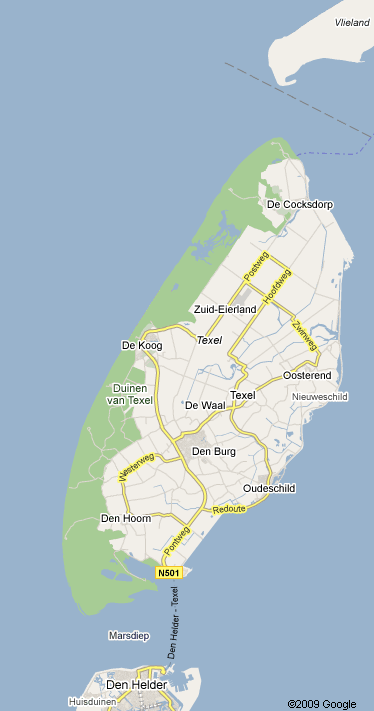 Vlieland
De Cocksdorp
Postweg
Hoofdweg
Zuid-Eierland
Zwinweg
Texel
De Koog
Oosterend
Duinen
van Texel
Texel
Nieuweschild
De Waal
Den Burg
Westerweg
Oudeschild
Redoute
Den Hoorn
Pontweg
N501
Den Helder - Texel
Marsdiep
Den Helder
Huisduinen
©2009 Google